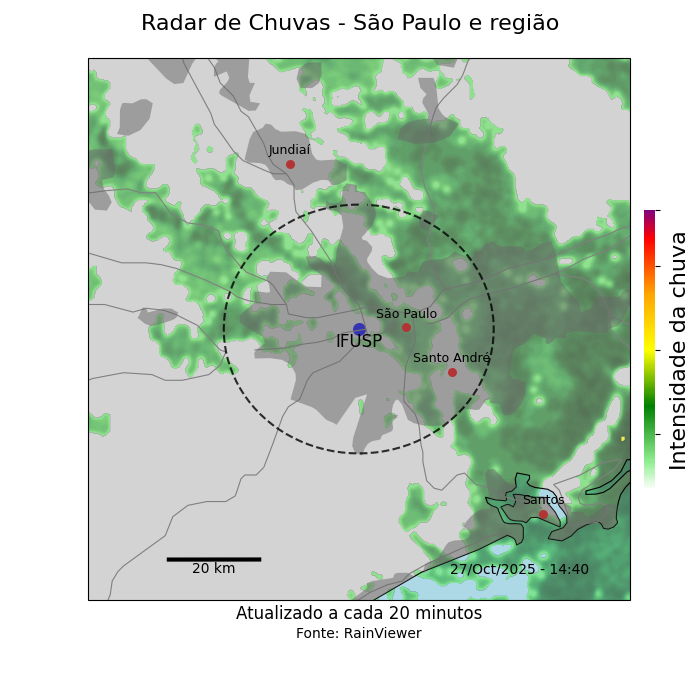 Radar de Chuvas - São Paulo e região
Jundiaí
São Paulo
IFUSP
Santo André
Santos
20 km
27/Oct/2025 - 14:40
Intensidade da chuva
Atualizado a cada 20 minutos
Fonte: RainViewer